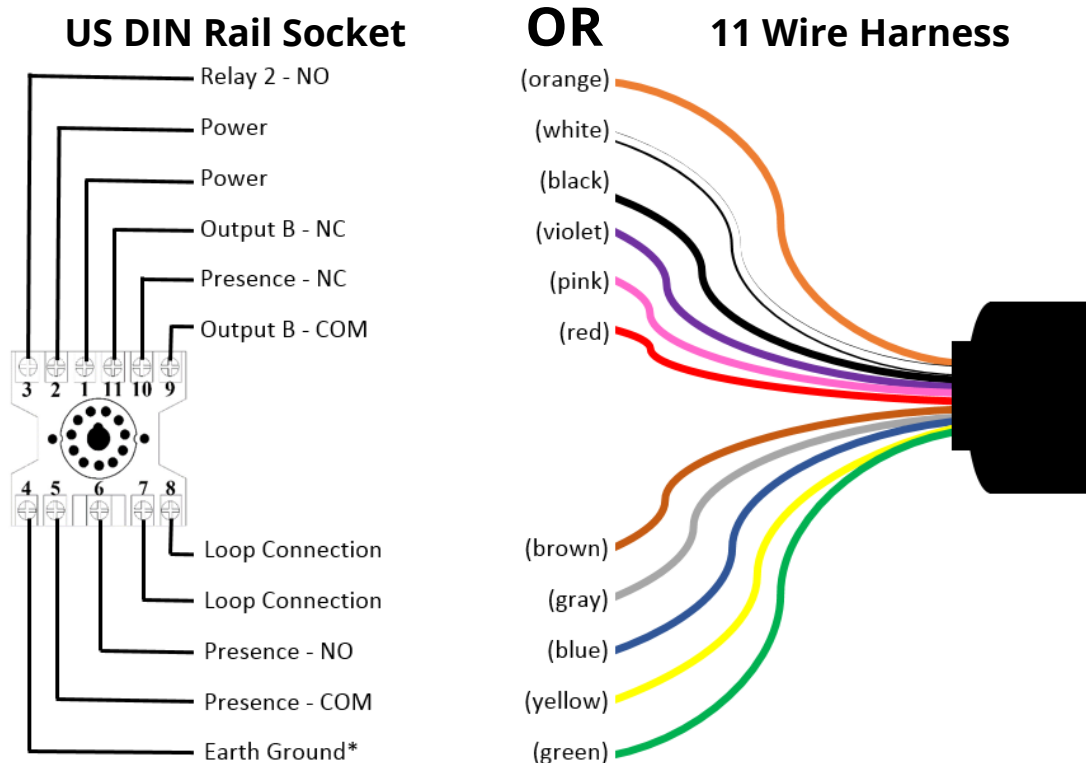 US DIN Rail Socket OR 11 Wire Harness
Relay 2 - NO (orange)
Power (white)
Power (black)
Output B - NC (violet)
Presence - NC (pink)
Output B - COM (red)
3 2 1 11 10 9
4 5 6 7 8
Loop Connection (brown)
Loop Connection (gray)
Presence - NO (blue)
Presence - COM (yellow)
Earth Ground* (green)